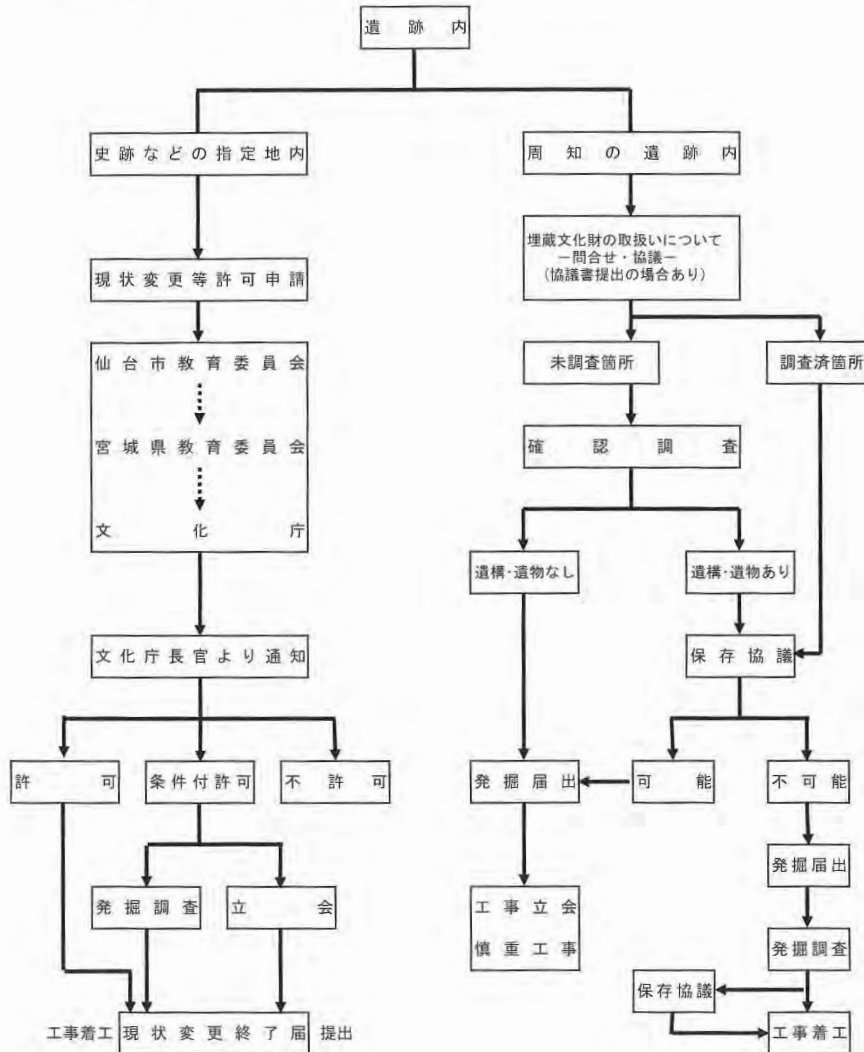 遺跡内
史跡などの指定地内
現状変更等許可申請
仙台市教育委員会
宮城県教育委員会
文化庁
文化庁長官より通知
許可
条件付許可
不許可
発掘調査
立会
工事着工 現状変更終了届 提出
周知の遺跡内
埋蔵文化財の取扱いについて
－問合せ・協議－
(協議書提出の場合あり)
未調査箇所
調査済箇所
確認調査
遺構・遺物なし
遺構・遺物あり
保存協議
発掘届出
可能
不可能
工事立会
慎重工事
発掘届出
発掘調査
保存協議
工事着工